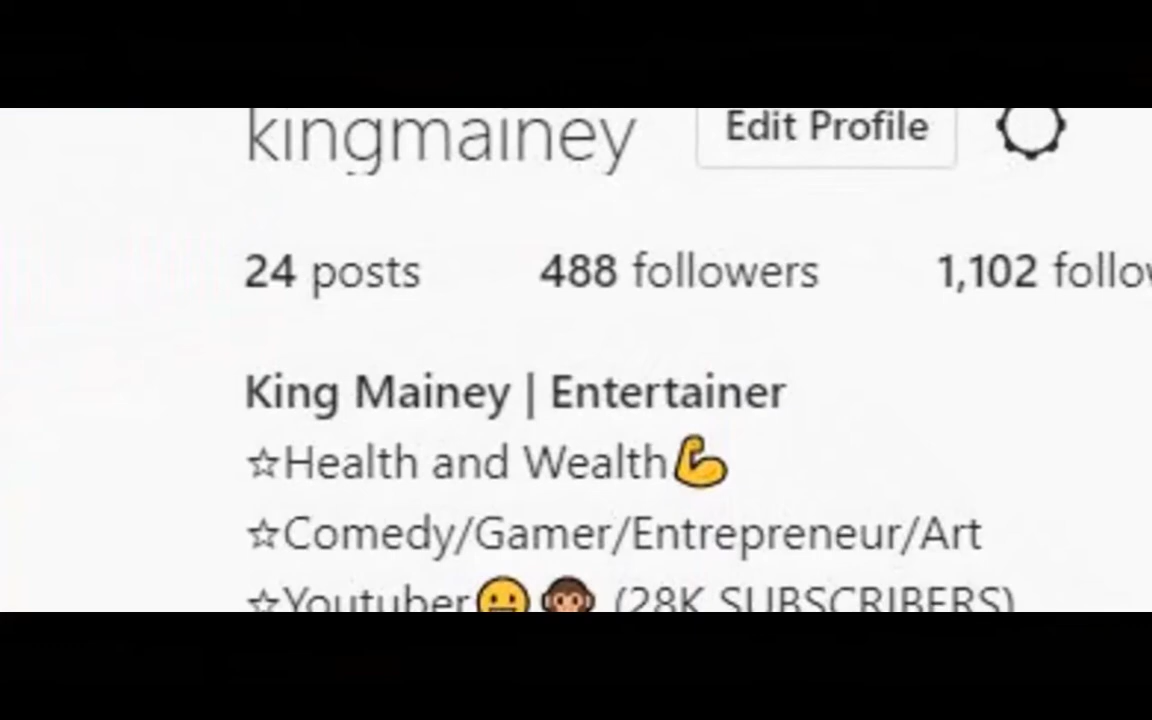 kingmainey Edit Profile
24 posts 488 followers 1,102 follow
King Mainey | Entertainer
☆Health and Wealth💪
☆Comedy/Gamer/Entrepreneur/Art
☆Youtuber😐🐵 (28K SUBSCRIBERS)